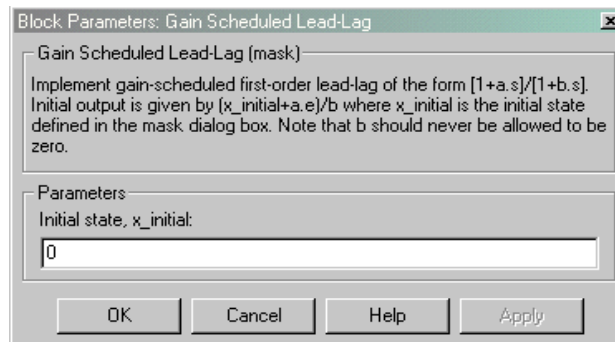 Block Parameters: Gain Scheduled Lead-Lag
Gain Scheduled Lead-Lag (mask)
Implement gain-scheduled first-order lead-lag of the form [1+a.s]/[1+b.s].
Initial output is given by (x_initial+a.e)/b where x_initial is the initial state
defined in the mask dialog box. Note that b should never be allowed to be
zero.
Parameters
Initial state, x_initial:
0
OK Cancel Help Apply